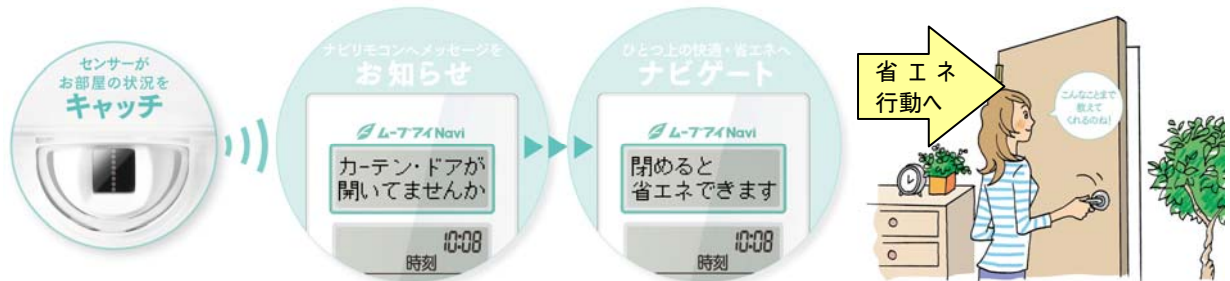 センサーが
お部屋の状況を
キャッチ
ナビリモコンへメッセージを
お知らせ
ムーブアイNavi
カーテン・ドアが
開いてませんか
10:08
時刻
ひとつ上の快適・省エネへ
ナビゲート
ムーブアイNavi
閉めると
省エネできます
10:08
時刻
省エネ
行動へ
こんなことまで
教えて
くれるのね!